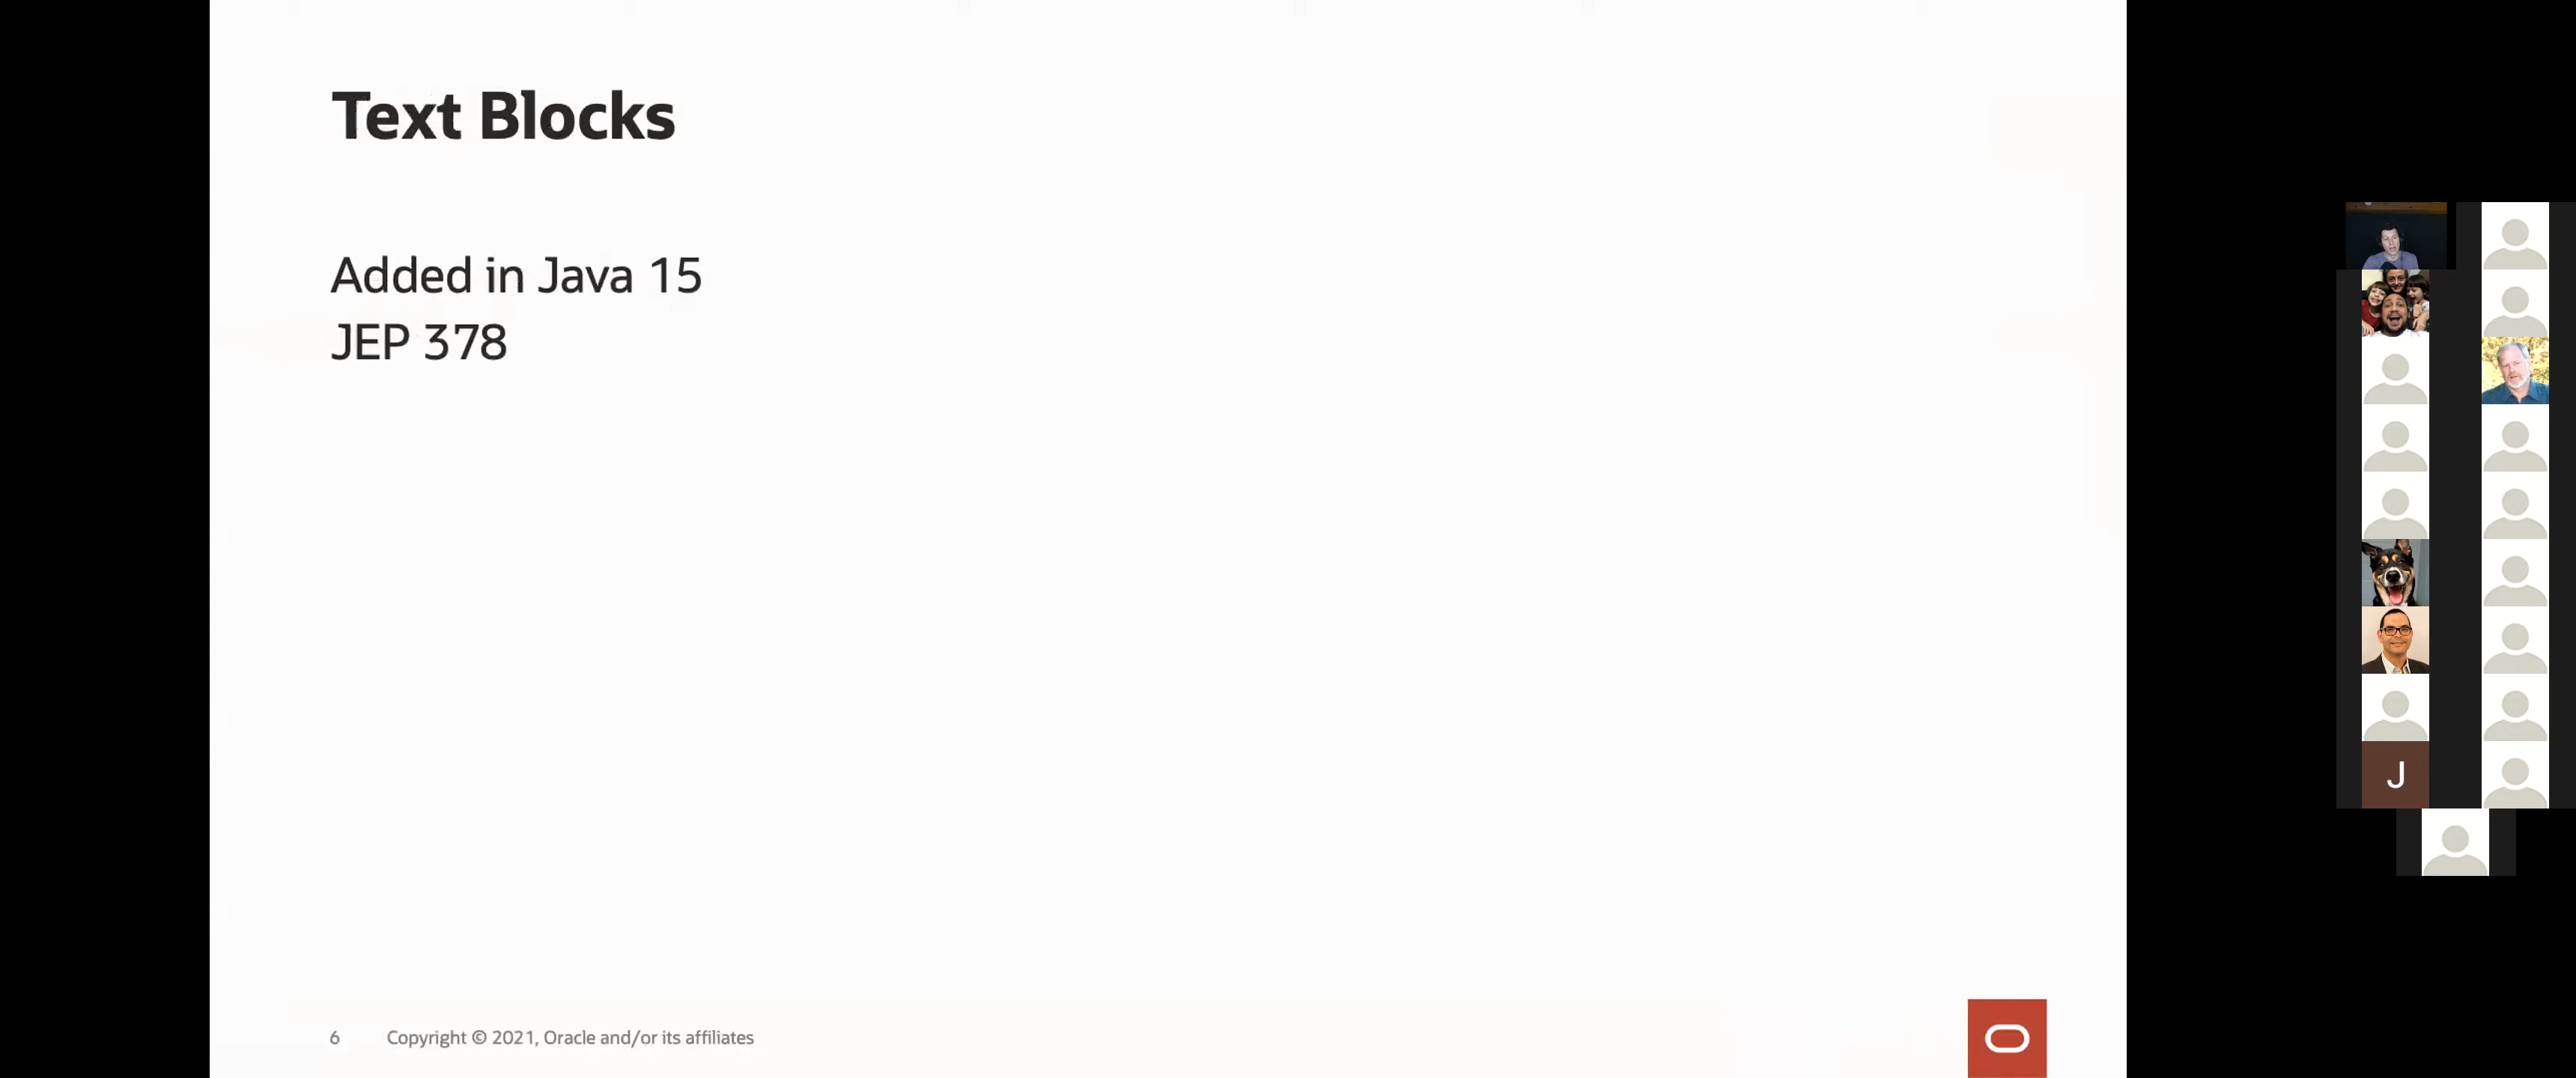 Text Blocks
Added in Java 15
JEP 378
6 Copyright © 2021, Oracle and/or its affiliates
J